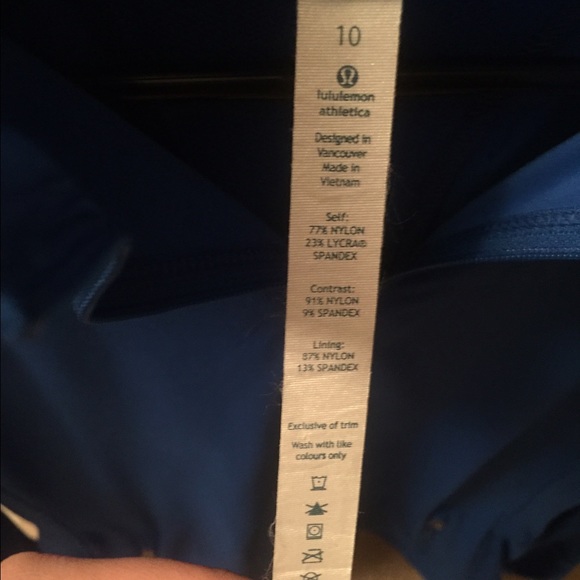 10
lululemon
athletica
Designed in
Vancouver
Made in
Vietnam
Self:
77% NYLON
23% LYCRA®
SPANDEX
Contrast:
91% NYLON
9% SPANDEX
Lining:
87% NYLON
13% SPANDEX
Exclusive of trim
Wash with like
colours only